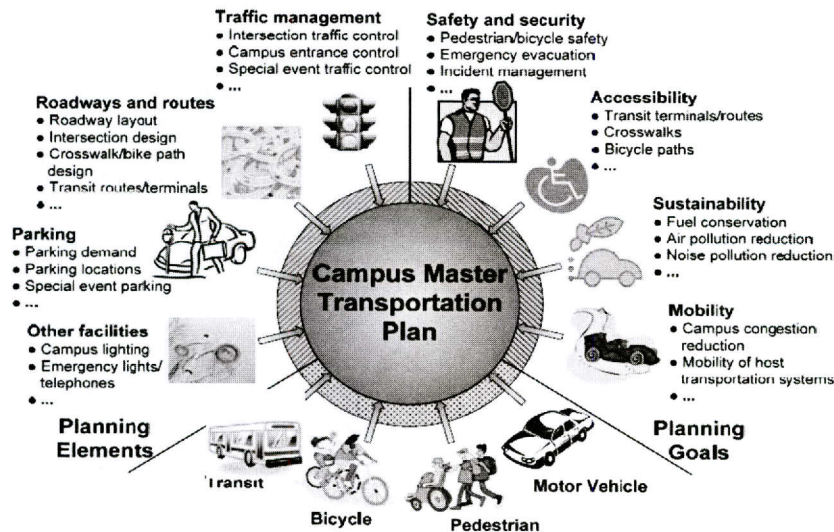 Traffic management
• Intersection traffic control
• Campus entrance control
• Special event traffic control
• ...
Safety and security
• Pedestrian/bicycle safety
• Emergency evacuation
• Incident management
• ...
Roadways and routes
• Roadway layout
• Intersection design
• Crosswalk/bike path
design
• Transit routes/terminals
• ...
Accessibility
• Transit terminals/routes
• Crosswalks
• Bicycle paths
• ...
Parking
• Parking demand
• Parking locations
• Special event parking
• ...
Sustainability
• Fuel conservation
• Air pollution reduction
• Noise pollution reduction
• ...
Campus Master
Transportation
Plan
Other facilities
• Campus lighting
• Emergency lights/
telephones
• ...
Mobility
• Campus congestion
reduction
• Mobility of host
transportation systems
• ...
Planning
Elements
Planning
Goals
Transit
Bicycle
Pedestrian
Motor Vehicle